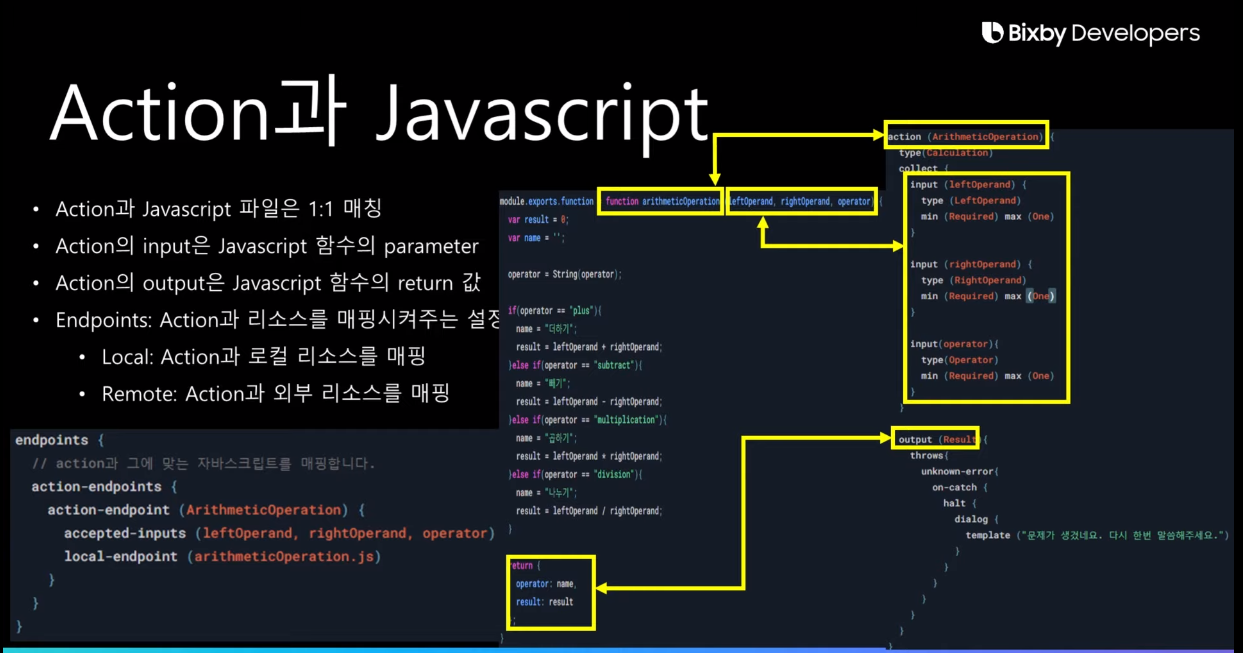 Bixby Developers
Action과 Javascript
• Action과 Javascript 파일은 1:1 매칭
• Action의 input은 Javascript 함수의 parameter
• Action의 output은 Javascript 함수의 return 값
• Endpoints: Action과 리소스를 매핑시켜주는 설정
• Local: Action과 로컬 리소스를 매핑
• Remote: Action과 외부 리소스를 매핑
endpoints {
// action과 그에 맞는 자바스크립트를 매핑합니다.
action-endpoints {
action-endpoint (ArithmeticOperation) {
accepted-inputs (leftOperand, rightOperand, operator)
local-endpoint (arithmeticOperation.js)
}
}
}
module.exports.function function arithmeticOperation leftOperand, rightOperand, operator) {
var result = 0;
var name = '';
operator = String(operator);
if(operator == "plus"){
name = "더하기";
result = leftOperand + rightOperand;
}else if(operator == "subtract"){
name = "빼기";
result = leftOperand - rightOperand;
}else if(operator == "multiplication"){
name = "곱하기";
result = leftOperand * rightOperand;
}else if(operator == "division"){
name = "나누기";
result = leftOperand / rightOperand;
}
return {
operator: name,
result: result
};
}
action (ArithmeticOperation) {
type(Calculation)
collect {
input (leftOperand) {
type (LeftOperand)
min (Required) max (One)
}
input (rightOperand) {
type (RightOperand)
min (Required) max (One)
}
input(operator){
type(Operator)
min (Required) max (One)
}
}
output (Result){
throws{
unknown-error{
on-catch {
halt {
dialog {
template ("문제가 생겼네요. 다시 한번 말씀해주세요.")
}
}
}
}
}
}
}